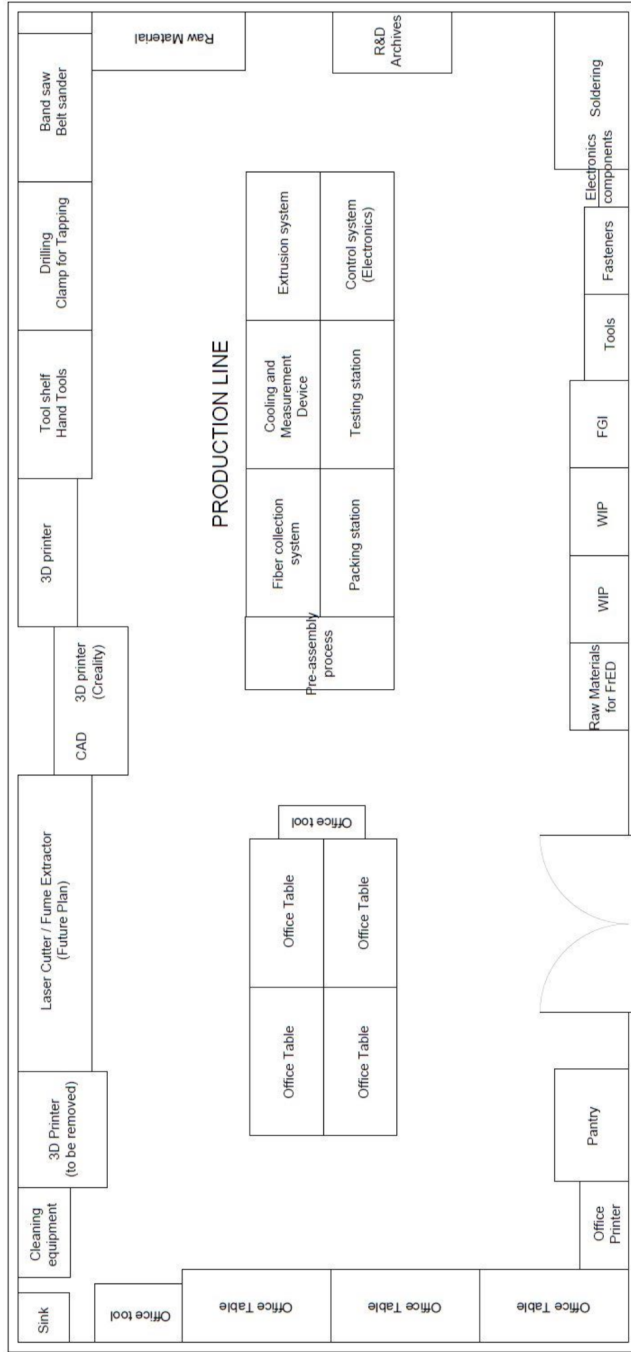 Raw Material
R&D
Archives
Band saw
Belt sander
Drilling
Clamp for Tapping
Tool shelf
Hand Tools
3D printer
3D printer
(Creality)
CAD
Laser Cutter / Fume Extractor
(Future Plan)
3D Printer
(to be removed)
Cleaning
equipment
Sink
PRODUCTION LINE
Extrusion system
Cooling and
Measurement
Device
Fiber collection
system
Control system
(Electronics)
Testing station
Packing station
Pre-assembly
process
Office tool
Office Table
Office Table
Office Table
Office Table
Soldering
Electronics
components
Fasteners
Tools
FGI
WIP
WIP
Raw Materials
for FrED
Pantry
Office
Printer
Office tool
Office Table
Office Table
Office Table